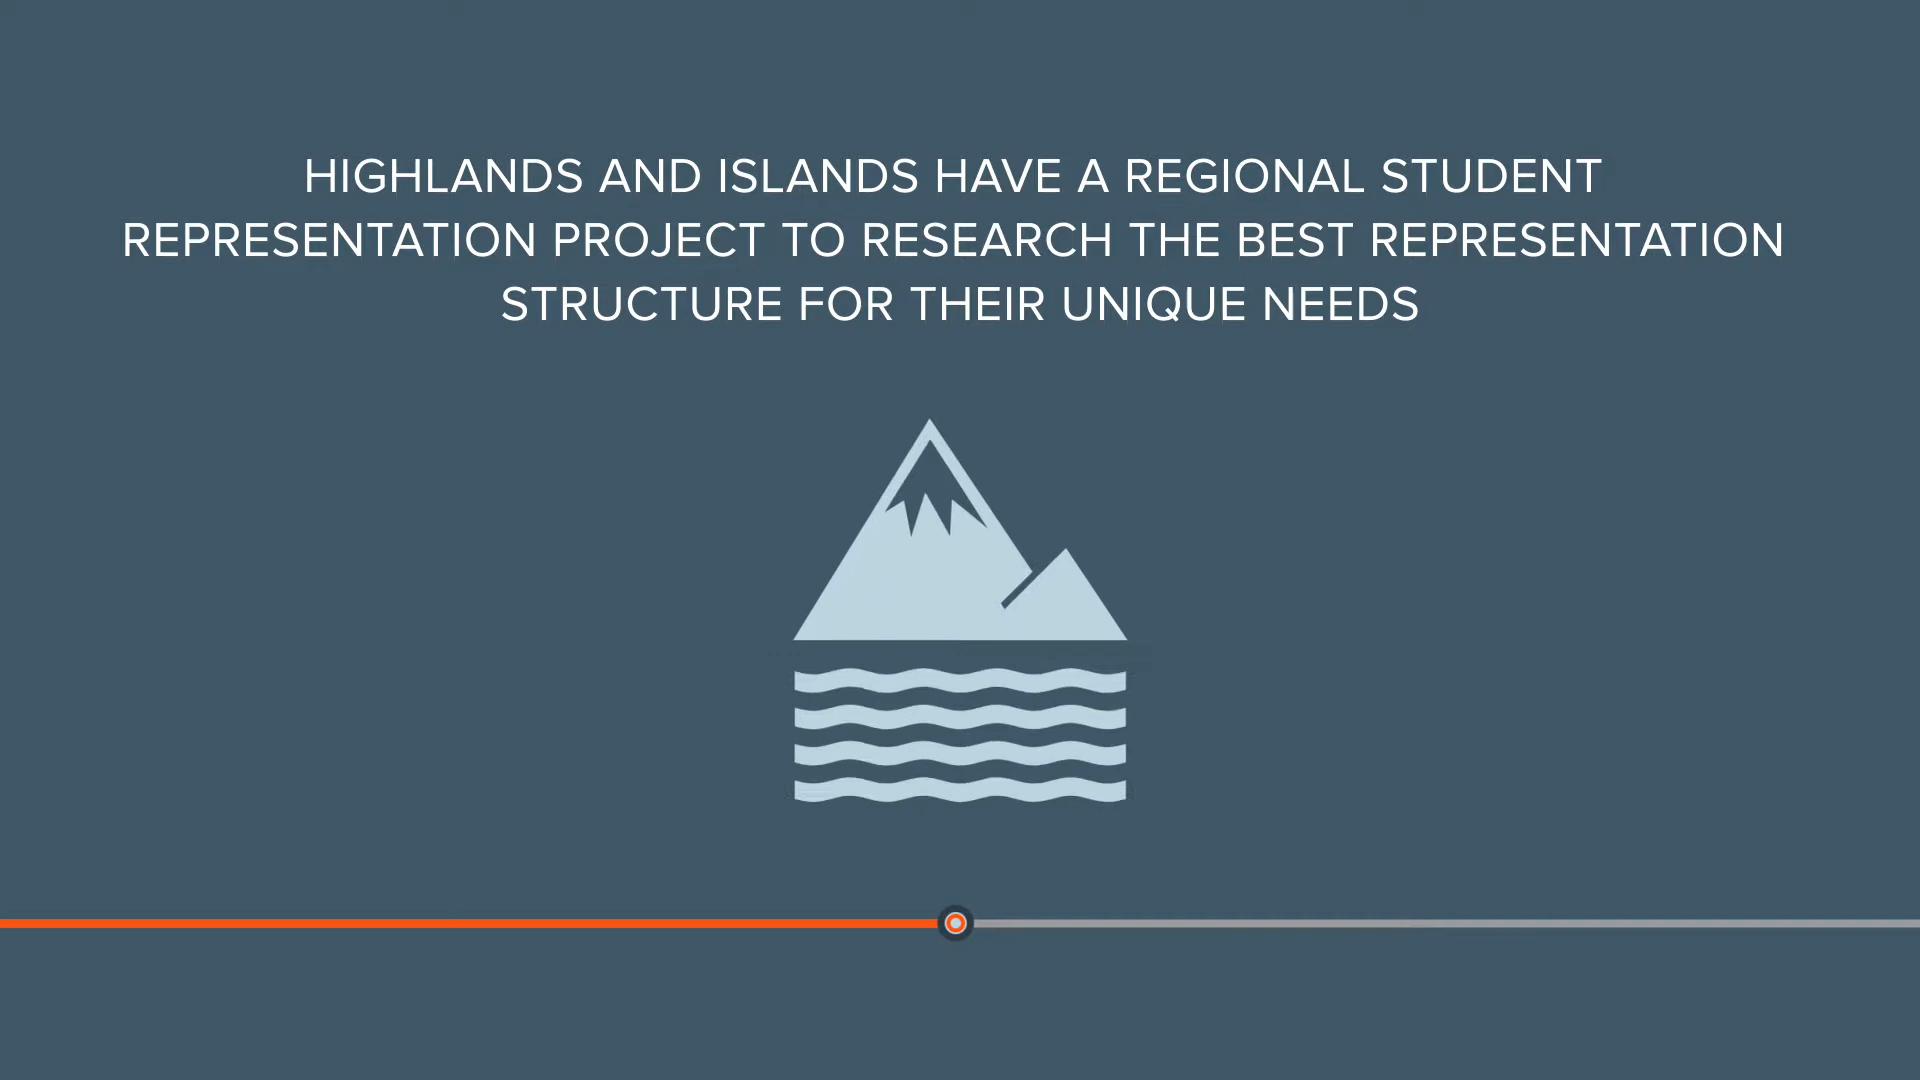 HIGHLANDS AND ISLANDS HAVE A REGIONAL STUDENT
REPRESENTATION PROJECT TO RESEARCH THE BEST REPRESENTATION
STRUCTURE FOR THEIR UNIQUE NEEDS